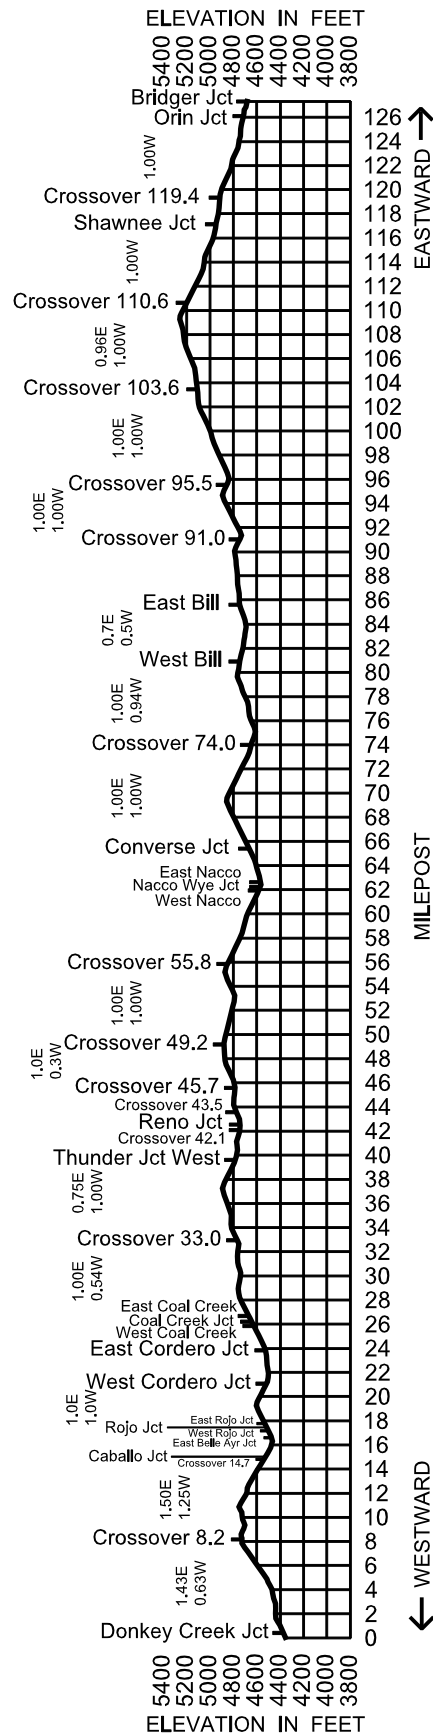 ELEVATION IN FEET
5400 5200 5000 4800 4600 4400 4200 4000 3800
Bridger Jct
Orin Jct
126
124
1.00W
122
120
Crossover 119.4
118
Shawnee Jct
116
1.00W
114
112
Crossover 110.6
110
108
0.96E
1.00W
106
104
Crossover 103.6
102
1.00E
1.00W
100
98
96
Crossover 95.5
94
1.00E
1.00W
92
Crossover 91.0
90
88
86
East Bill
84
0.7E
0.5W
82
West Bill
80
78
1.00E
0.94W
76
74
Crossover 74.0
72
70
1.00E
1.00W
68
66
Converse Jct
64
East Nacco
Nacco Wye Jct
62
West Nacco
60
58
56
Crossover 55.8
54
1.00E
1.00W
52
50
Crossover 49.2
48
1.0E
0.3W
46
Crossover 45.7
44
Crossover 43.5
Reno Jct
42
Crossover 42.1
40
Thunder Jct West
38
0.75E
1.00W
36
34
Crossover 33.0
32
1.00E
0.54W
30
28
East Coal Creek
Coal Creek Jct
26
West Coal Creek
East Cordero Jct
24
22
West Cordero Jct
20
1.0E
1.0W
18
East Rojo Jct
Rojo Jct
West Rojo Jct
East Belle Ayr Jct
16
Caballo Jct
Crossover 14.7
14
12
1.50E
1.25W
10
Crossover 8.2
8
6
1.43E
0.63W
4
2
Donkey Creek Jct
0
EASTWARD
MILEPOST
WESTWARD
5400 5200 5000 4800 4600 4400 4200 4000 3800
ELEVATION IN FEET